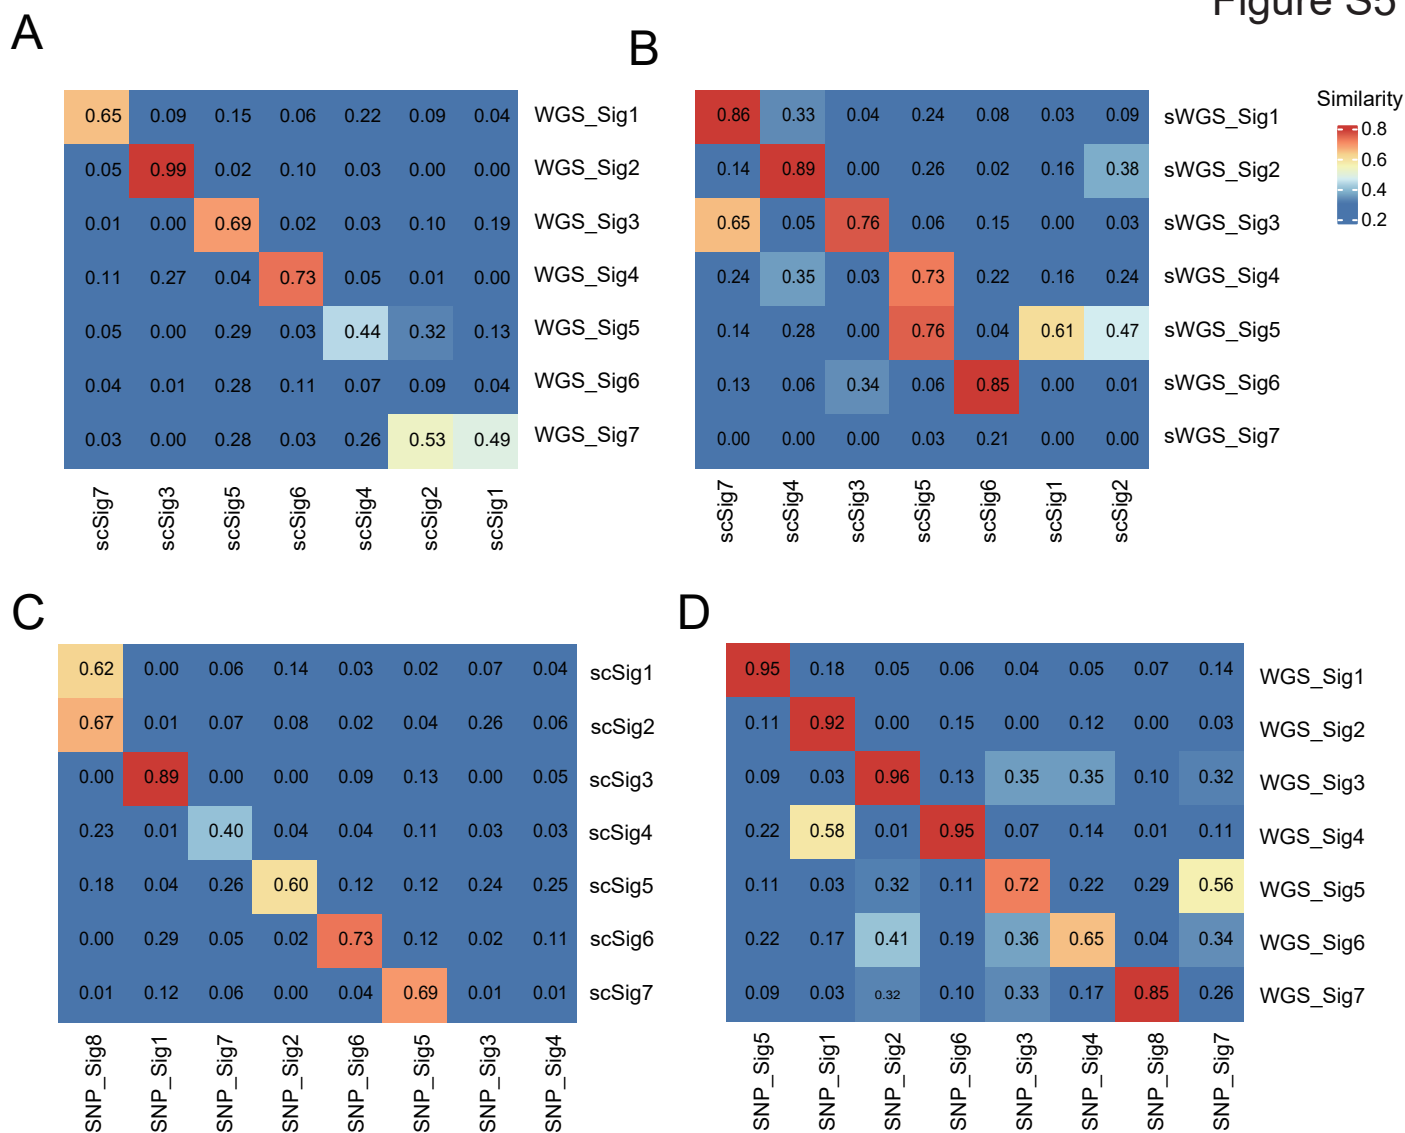 Figure S5
A
B
0.65 0.09 0.15 0.06 0.22 0.09 0.04 WGS_Sig1
0.05 0.99 0.02 0.10 0.03 0.00 0.00 WGS_Sig2
0.01 0.00 0.69 0.02 0.03 0.10 0.19 WGS_Sig3
0.11 0.27 0.04 0.73 0.05 0.01 0.00 WGS_Sig4
0.05 0.00 0.29 0.03 0.44 0.32 0.13 WGS_Sig5
0.04 0.01 0.28 0.11 0.07 0.09 0.04 WGS_Sig6
0.03 0.00 0.28 0.03 0.26 0.53 0.49 WGS_Sig7
scSig7 scSig3 scSig5 scSig6 scSig4 scSig2 scSig1
0.86 0.33 0.04 0.24 0.08 0.03 0.09 sWGS_Sig1
0.14 0.89 0.00 0.26 0.02 0.16 0.38 sWGS_Sig2
0.65 0.05 0.76 0.06 0.15 0.00 0.03 sWGS_Sig3
0.24 0.35 0.03 0.73 0.22 0.16 0.24 sWGS_Sig4
0.14 0.28 0.00 0.76 0.04 0.61 0.47 sWGS_Sig5
0.13 0.06 0.34 0.06 0.85 0.00 0.01 sWGS_Sig6
0.00 0.00 0.00 0.03 0.21 0.00 0.00 sWGS_Sig7
scSig7 scSig4 scSig3 scSig5 scSig6 scSig1 scSig2
Similarity
0.8
0.6
0.4
0.2
C
0.62 0.00 0.06 0.14 0.03 0.02 0.07 0.04 scSig1
0.67 0.01 0.07 0.08 0.02 0.04 0.26 0.06 scSig2
0.00 0.89 0.00 0.00 0.09 0.13 0.00 0.05 scSig3
0.23 0.01 0.40 0.04 0.04 0.11 0.03 0.03 scSig4
0.18 0.04 0.26 0.60 0.12 0.12 0.24 0.25 scSig5
0.00 0.29 0.05 0.02 0.73 0.12 0.02 0.11 scSig6
0.01 0.12 0.06 0.00 0.04 0.69 0.01 0.01 scSig7
SNP_Sig8 SNP_Sig1 SNP_Sig7 SNP_Sig2 SNP_Sig6 SNP_Sig5 SNP_Sig3 SNP_Sig4
D
0.95 0.18 0.05 0.06 0.04 0.05 0.07 0.14 WGS_Sig1
0.11 0.92 0.00 0.15 0.00 0.12 0.00 0.03 WGS_Sig2
0.09 0.03 0.96 0.13 0.35 0.35 0.10 0.32 WGS_Sig3
0.22 0.58 0.01 0.95 0.07 0.14 0.01 0.11 WGS_Sig4
0.11 0.03 0.32 0.11 0.72 0.22 0.29 0.56 WGS_Sig5
0.22 0.17 0.41 0.19 0.36 0.65 0.04 0.34 WGS_Sig6
0.09 0.03 0.32 0.10 0.33 0.17 0.85 0.26 WGS_Sig7
SNP_Sig5 SNP_Sig1 SNP_Sig2 SNP_Sig6 SNP_Sig3 SNP_Sig4 SNP_Sig8 SNP_Sig7